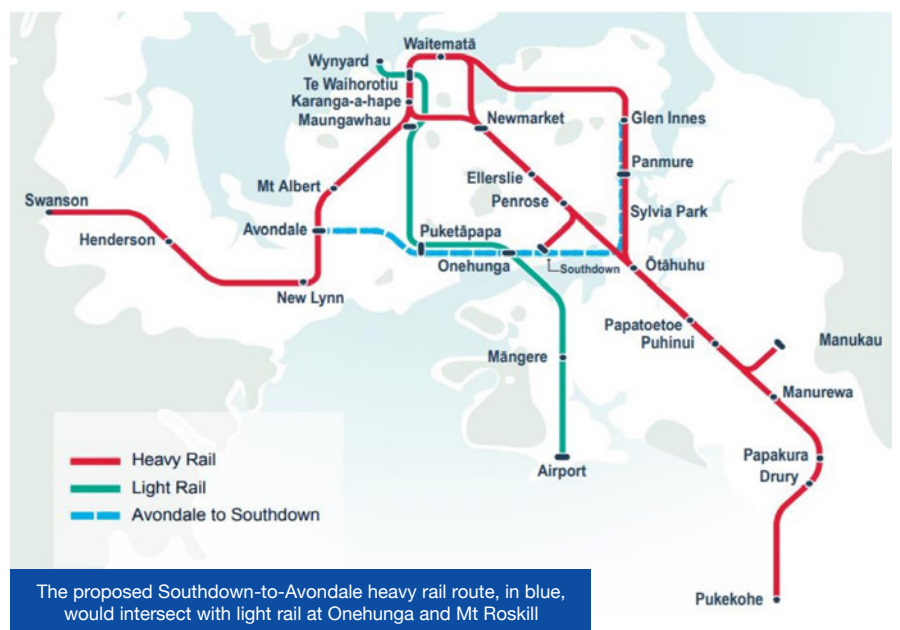 Waitematā
Wynyard
Te Waihorotiu
Karanga-a-hape
Maungawhau
Newmarket
Glen Innes
Panmure
Ellerslie
Mt Albert
Penrose
Swanson
Sylvia Park
Henderson
Avondale
Puketāpapa
Onehunga
Southdown
Ōtāhuhu
New Lynn
Papatoetoe
Puhinui
Manukau
Māngere
Manurewa
Heavy Rail
Light Rail
Avondale to Southdown
Airport
Papakura
Drury
The proposed Southdown-to-Avondale heavy rail route, in blue,
would intersect with light rail at Onehunga and Mt Roskill
Pukekohe